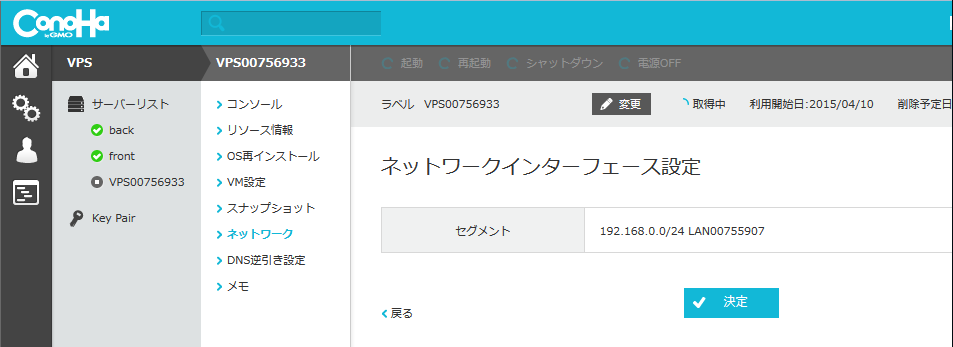 ConoHa
by GMO
VPS
VPS00756933
起動
再起動
シャットダウン
電源OFF
サーバーリスト
back
front
VPS00756933
Key Pair
コンソール
リソース情報
OS再インストール
VM設定
スナップショット
ネットワーク
DNS逆引き設定
メモ
ラベル VPS00756933
変更
取得中
利用開始日:2015/04/10
削除予定日
ネットワークインターフェース設定
セグメント
192.168.0.0/24 LAN00755907
戻る
決定